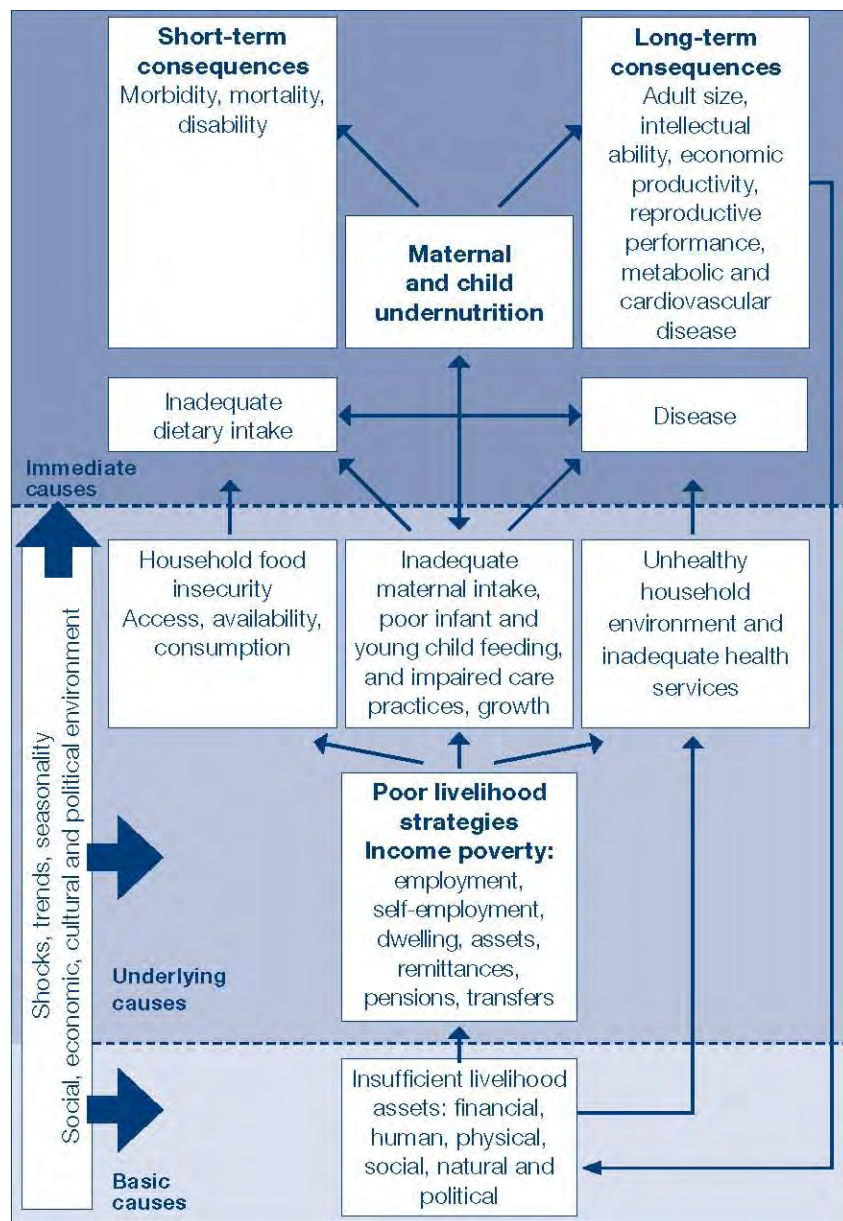 Short-term
consequences
Morbidity, mortality,
disability
Long-term
consequences
Adult size,
intellectual
ability, economic
productivity,
reproductive
performance,
metabolic and
cardiovascular
disease
Maternal
and child
undernutrition
Inadequate
dietary intake
Disease
Immediate
causes
Household food
insecurity
Access, availability,
consumption
Inadequate
maternal intake,
poor infant and
young child feeding,
and impaired care
practices, growth
Unhealthy
household
environment and
inadequate health
services
Shocks, trends, seasonality
Social, economic, cultural and political environment
Poor livelihood
strategies
Income poverty:
employment,
self-employment,
dwelling, assets,
remittances,
pensions, transfers
Underlying
causes
Insufficient livelihood
assets: financial,
human, physical,
social, natural and
political
Basic
causes